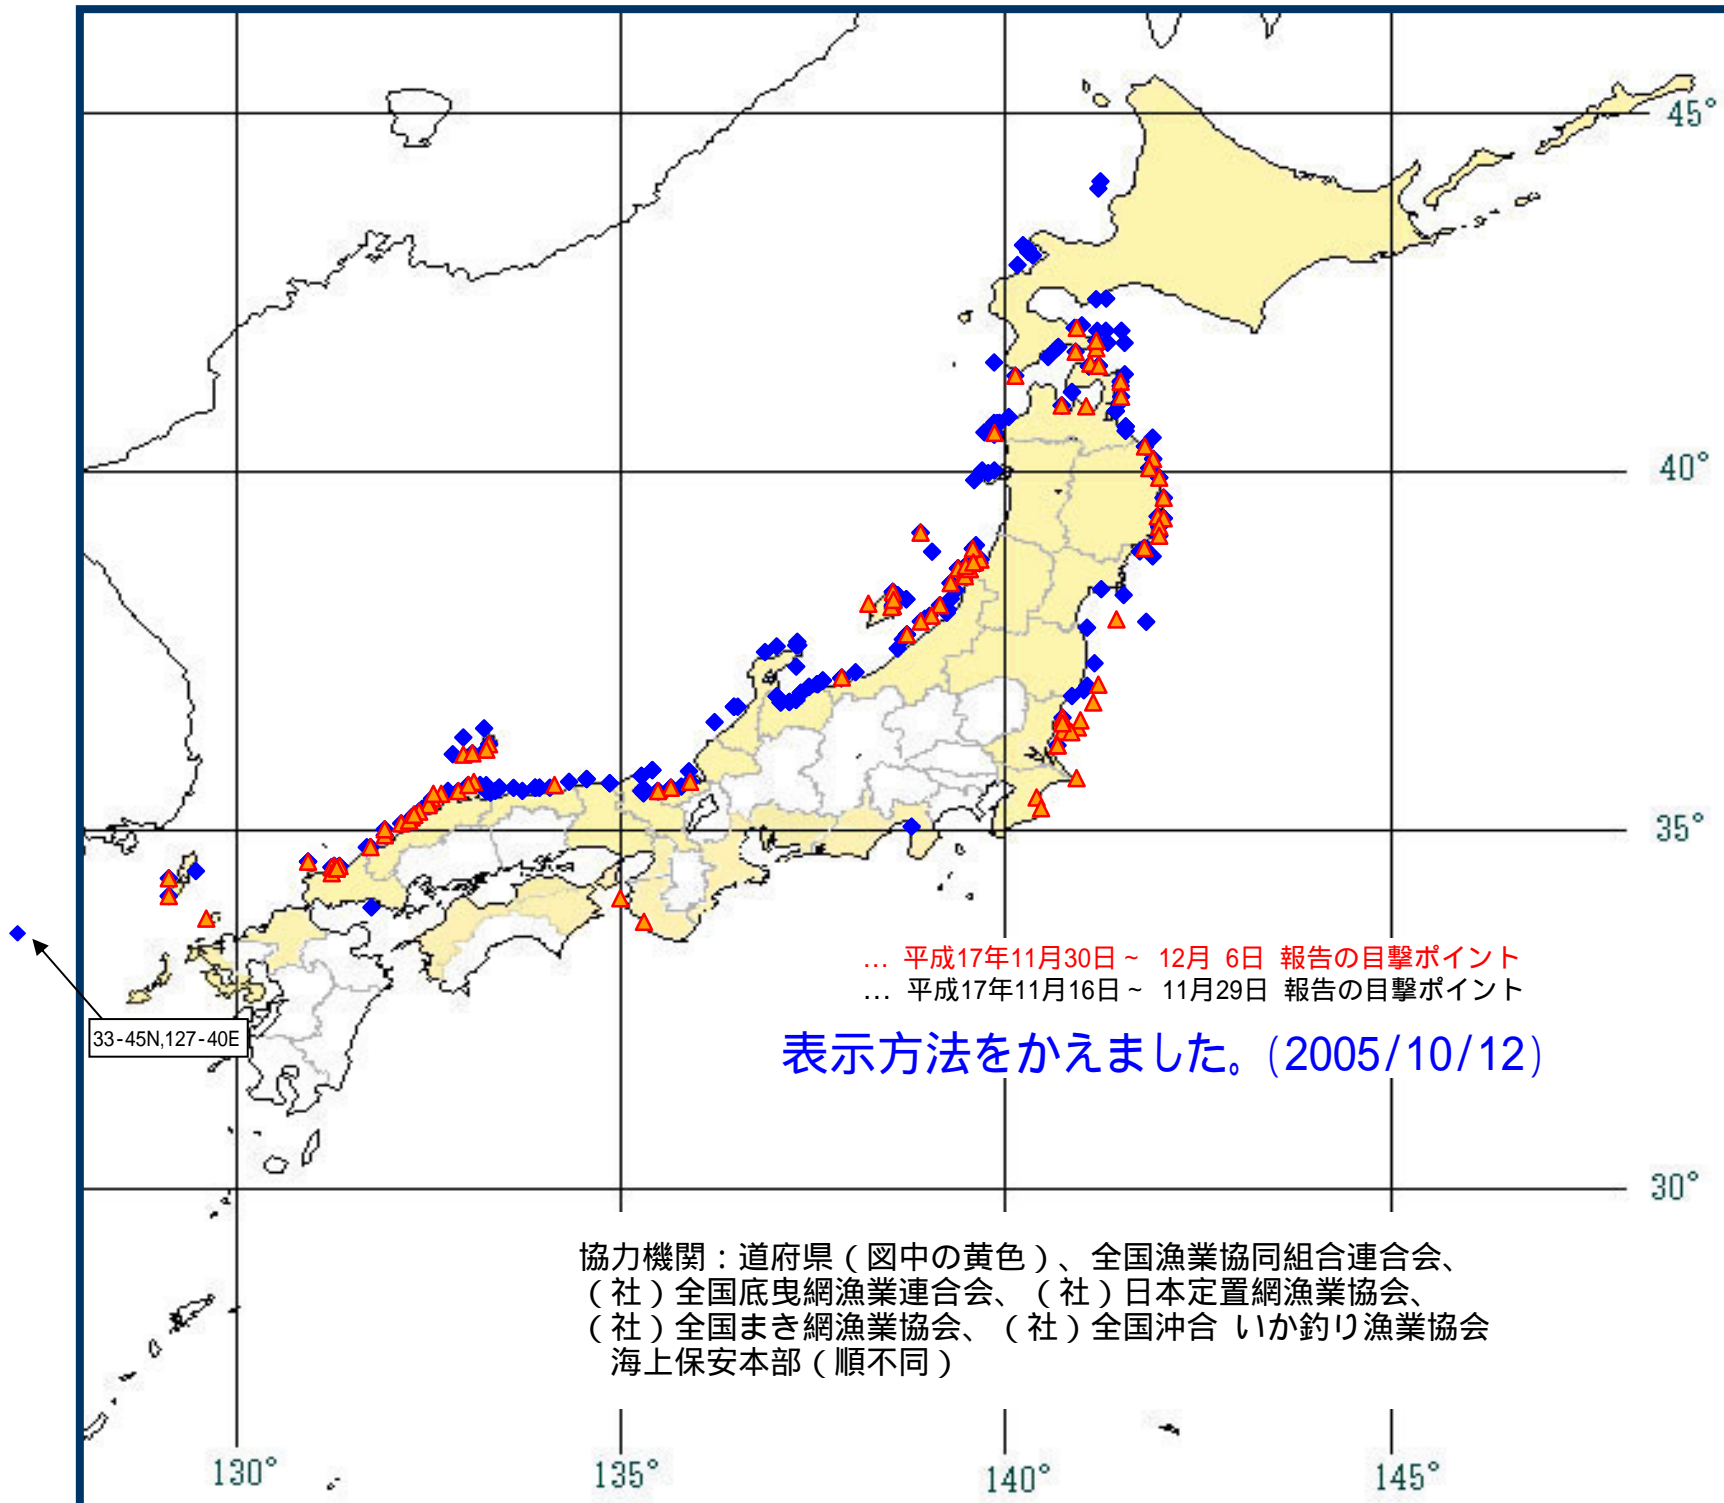 45°
40°
35°
33-45N,127-40E
… 平成17年11月30日~ 12月 6日 報告の目撃ポイント
… 平成17年11月16日~ 11月29日 報告の目撃ポイント
表示方法をかえました。(2005/10/12)
30°
協力機関：道府県（図中の黄色）、全国漁業協同組合連合会、
（社）全国底曳網漁業連合会、（社）日本定置網漁業協会、
（社）全国まき網漁業協会、（社）全国沖合 いか釣り漁業協会
海上保安本部（順不同）
130° 135° 140° 145°